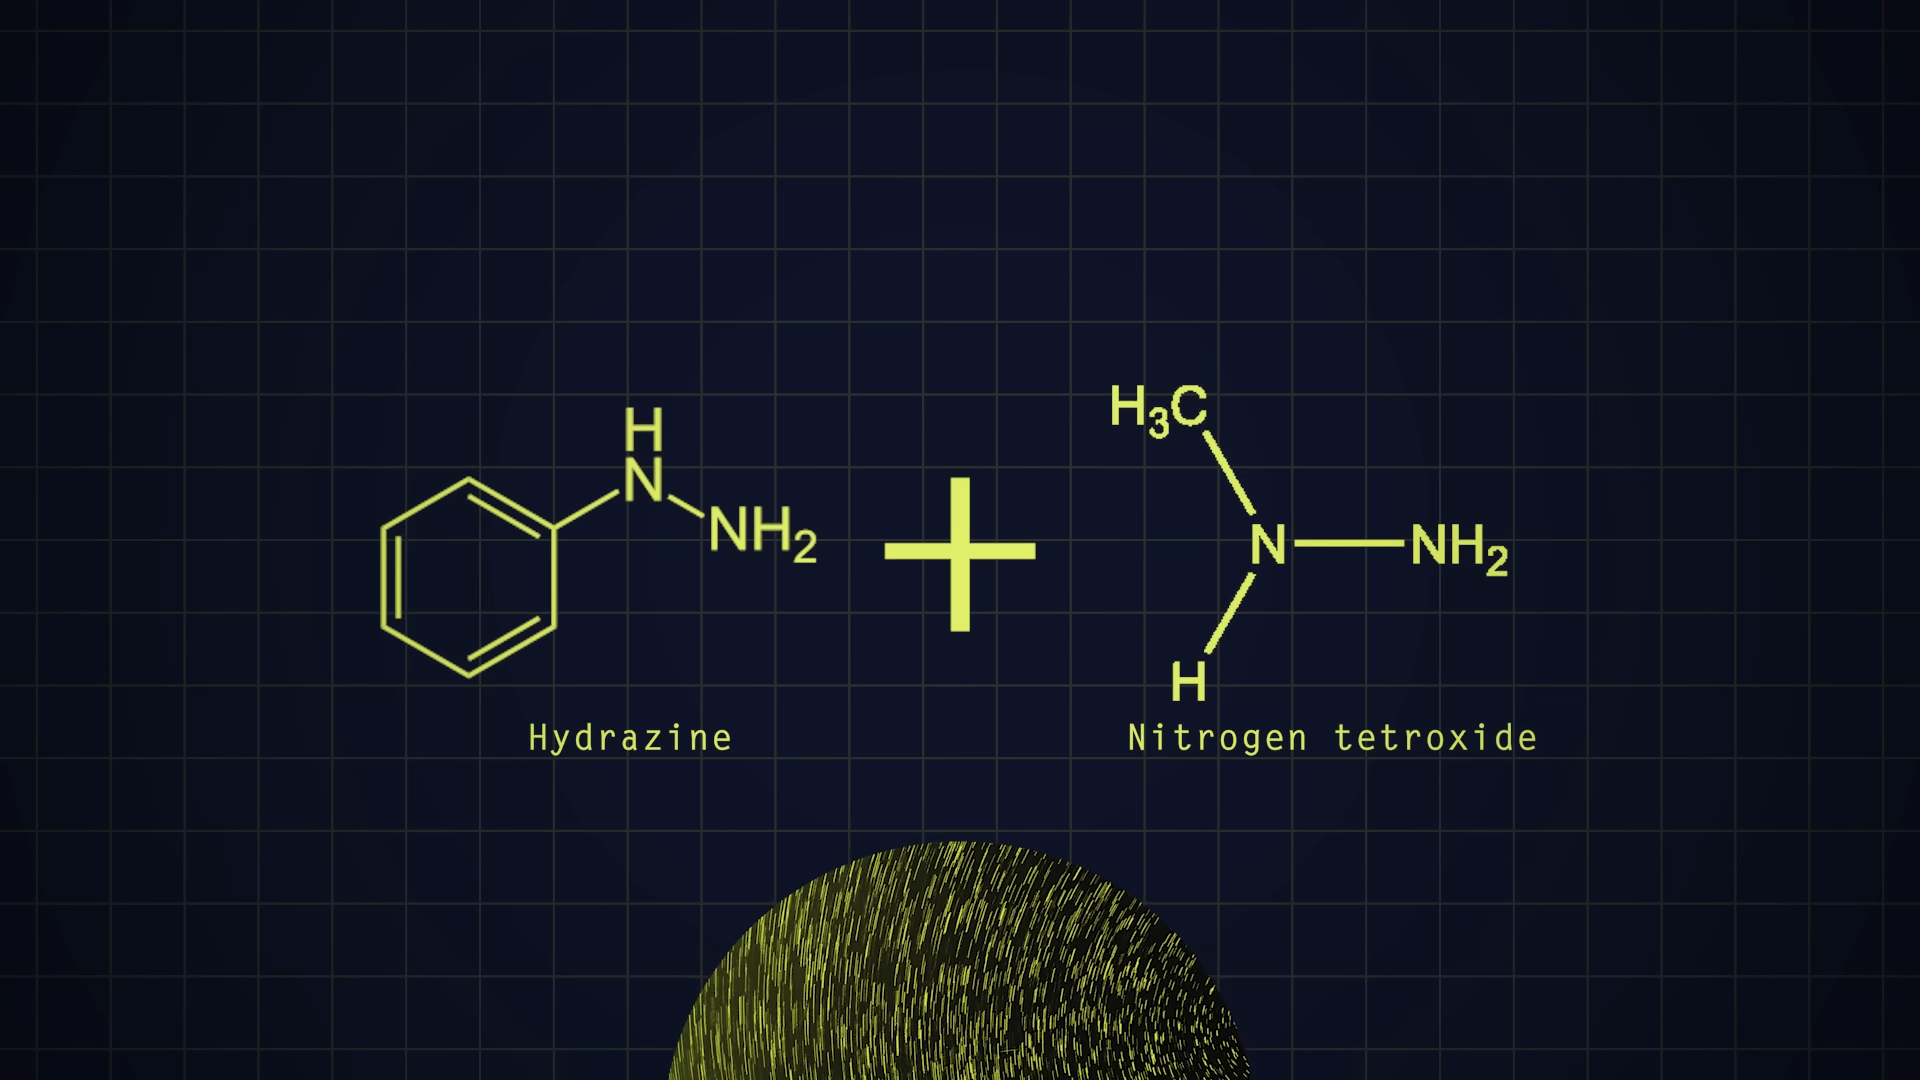 H
N
NH2
+
H3C
N
NH2
H
Hydrazine
Nitrogen tetroxide